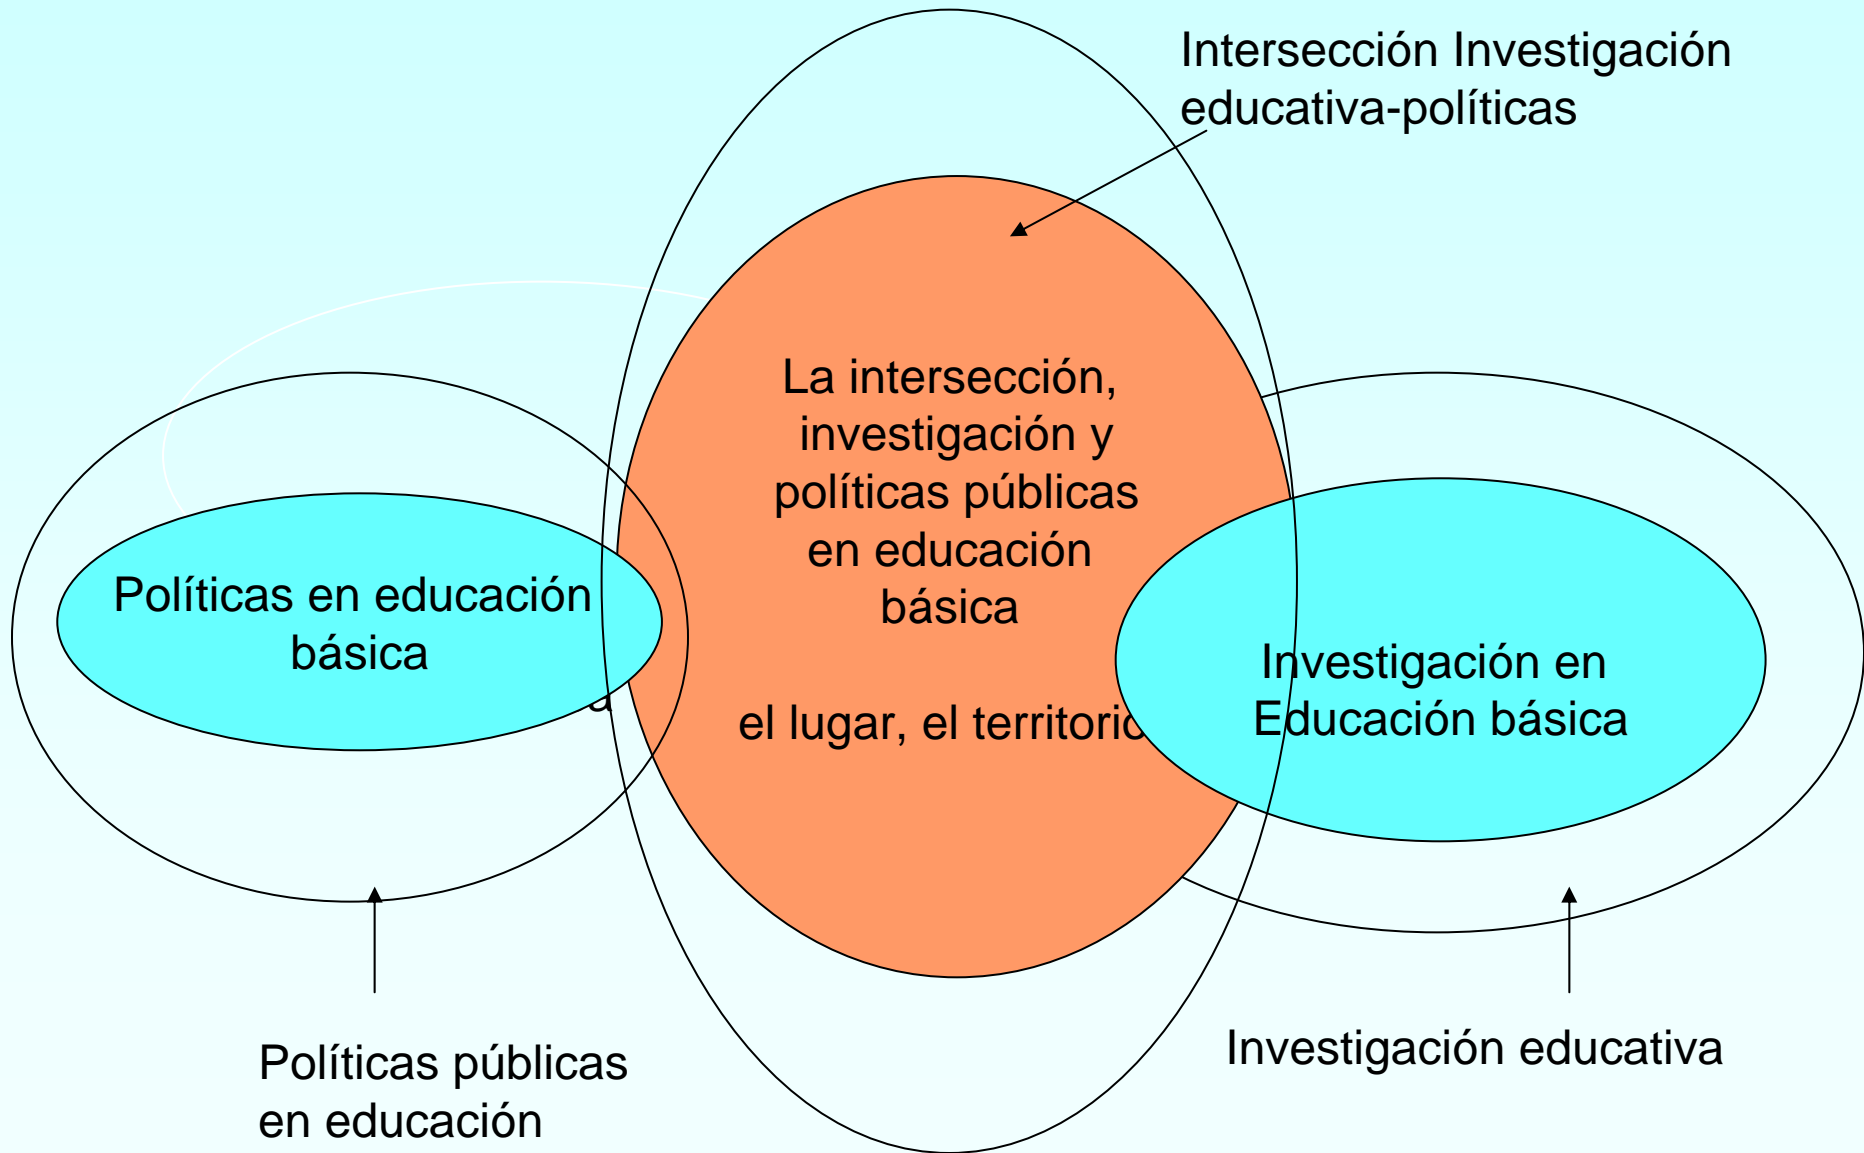 Intersección Investigación
educativa-políticas
La intersección,
investigación y
políticas públicas
en educación
básica
el lugar, el territorio
Políticas en educación
básica
Investigación en
Educación básica
Políticas públicas
en educación
Investigación educativa